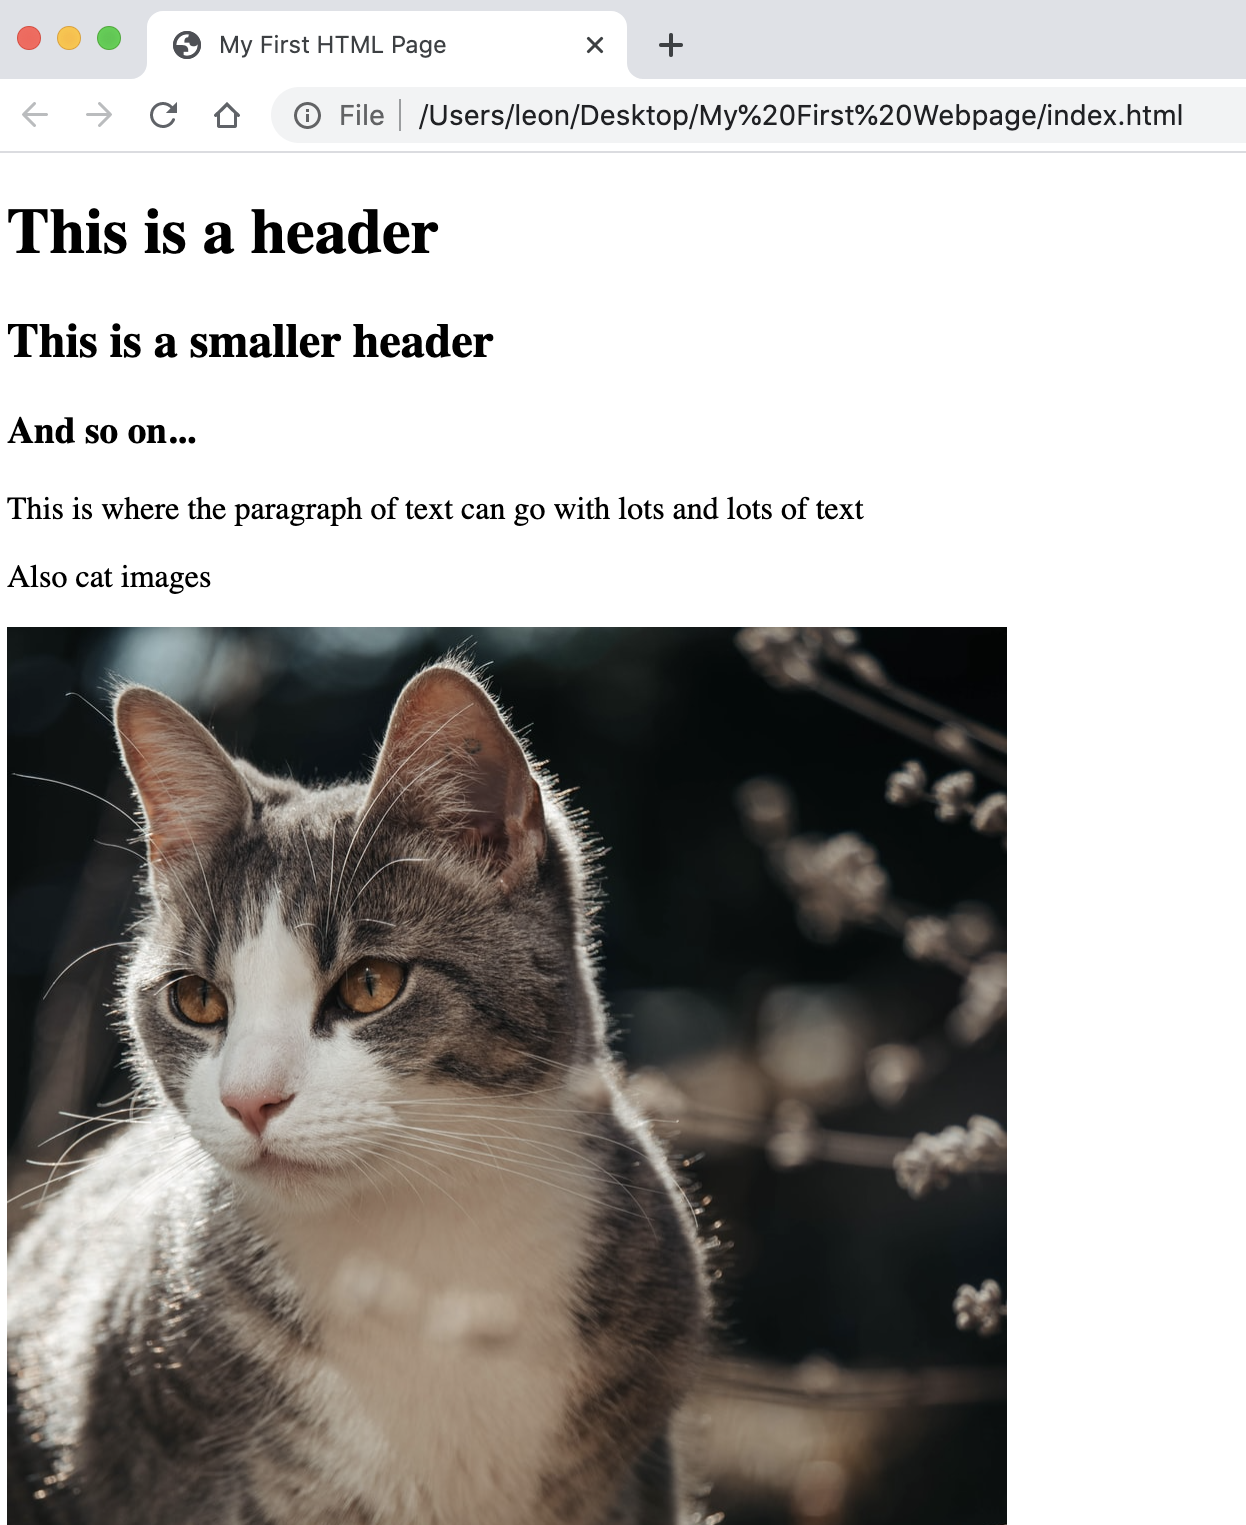 My First HTML Page
File /Users/leon/Desktop/My%20First%20Webpage/index.html
This is a header
This is a smaller header
And so on...
This is where the paragraph of text can go with lots and lots of text
Also cat images